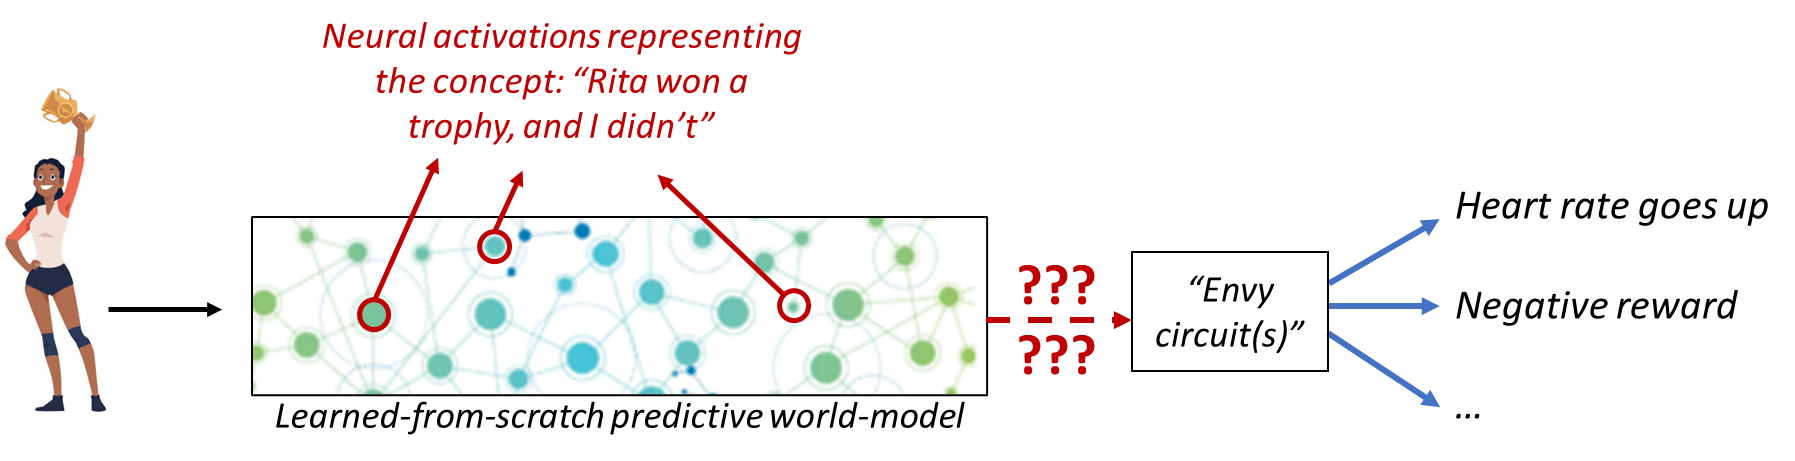 Neural activations representing
the concept: “Rita won a
trophy, and I didn’t”
Learned-from-scratch predictive world-model
???
???
“Envy
circuit(s)”
Heart rate goes up
Negative reward
...